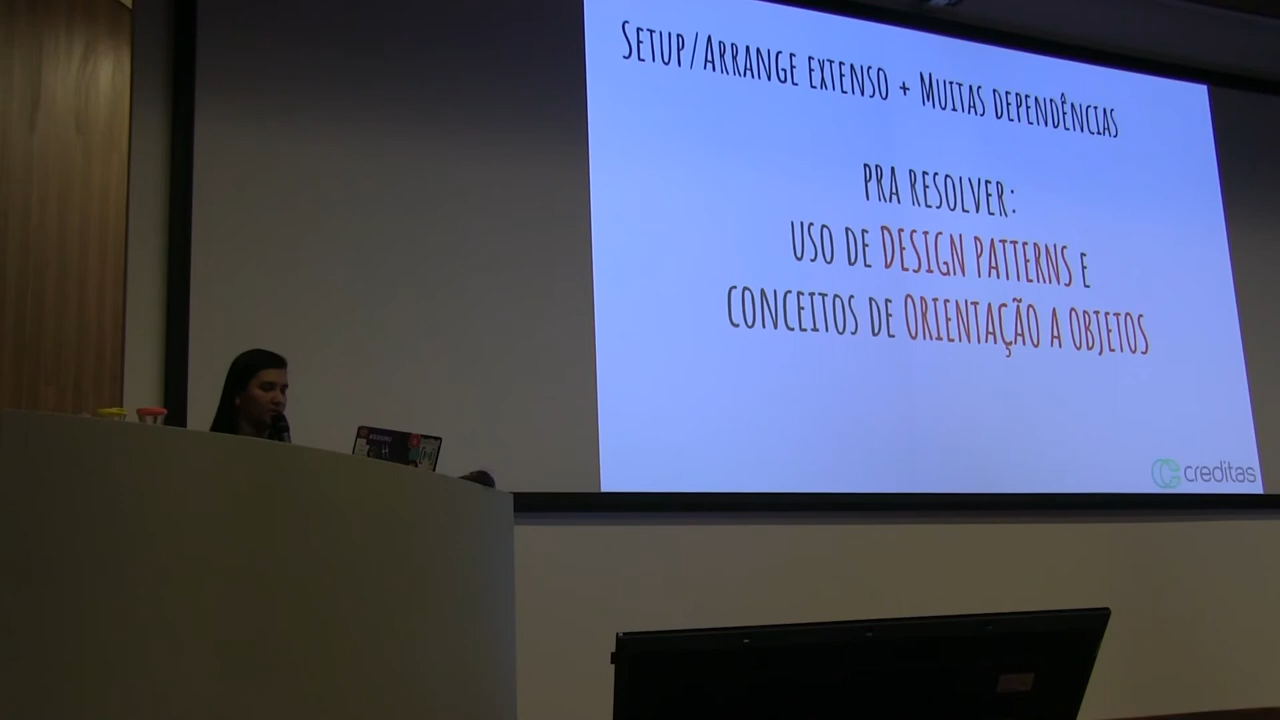 Setup/Arrange extenso + Muitas dependências
pra resolver:
uso de design patterns e
conceitos de orientação a objetos
creditas